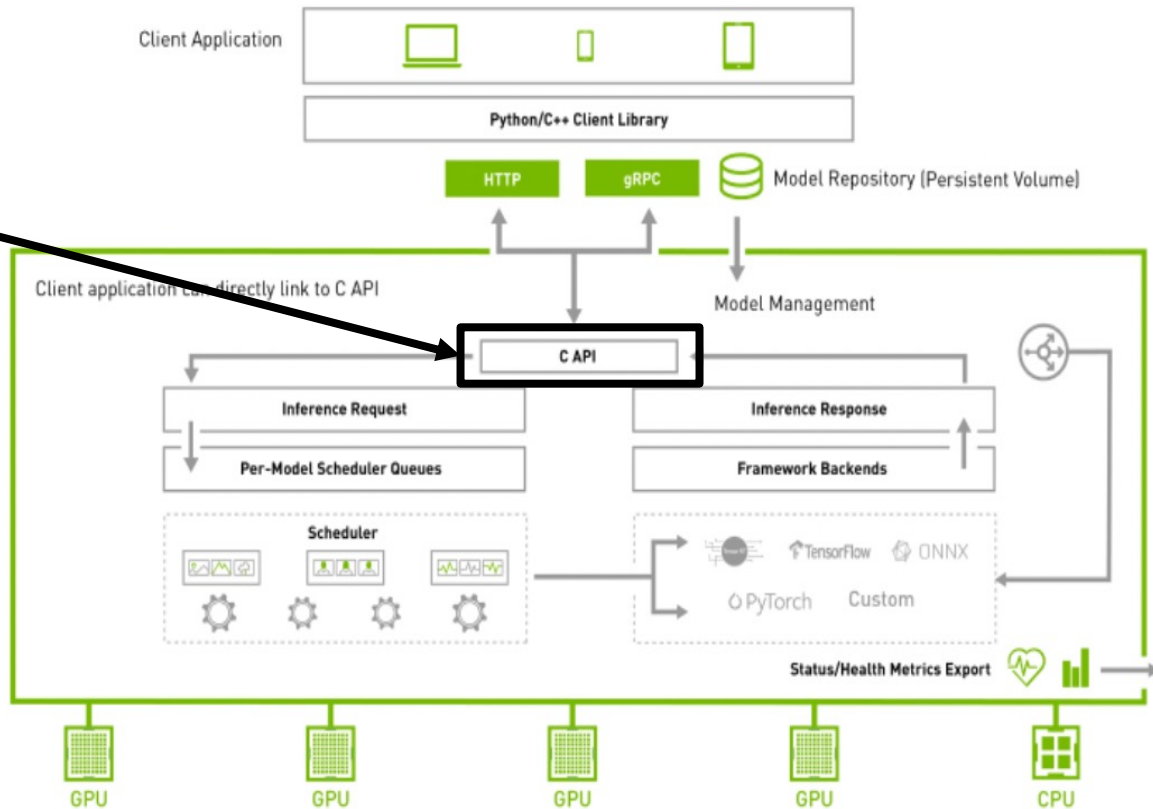 Client Application
Python/C++ Client Library
HTTP
gRPC
Model Repository (Persistent Volume)
Client application can directly link to C API
Model Management
C API
Inference Request
Inference Response
Per-Model Scheduler Queues
Framework Backends
Scheduler
TensorFlow
ONNX
PyTorch
Custom
Status/Health Metrics Export
GPU
GPU
GPU
GPU
CPU